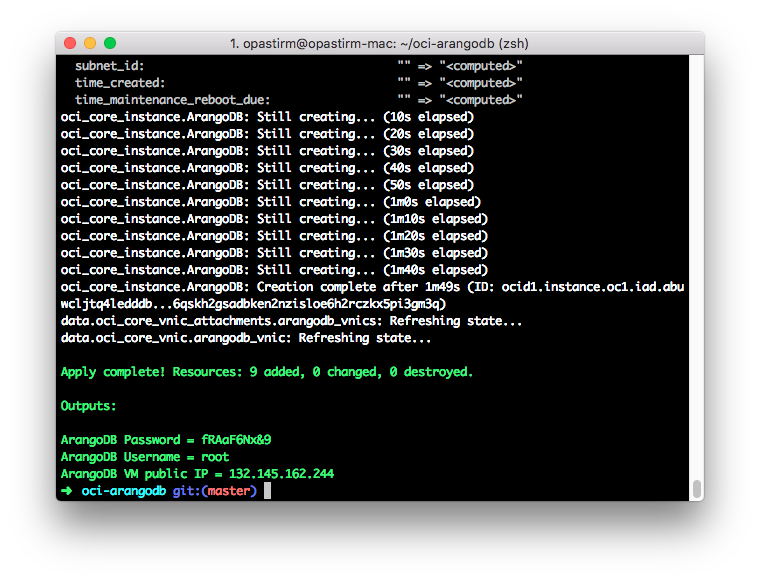 1. opastirm@opastirm-mac: ~/oci-arangodb (zsh)
subnet_id: "" => "<computed>"
time_created: "" => "<computed>"
time_maintenance_reboot_due: "" => "<computed>"
oci_core_instance.ArangoDB: Still creating... (10s elapsed)
oci_core_instance.ArangoDB: Still creating... (20s elapsed)
oci_core_instance.ArangoDB: Still creating... (30s elapsed)
oci_core_instance.ArangoDB: Still creating... (40s elapsed)
oci_core_instance.ArangoDB: Still creating... (50s elapsed)
oci_core_instance.ArangoDB: Still creating... (1m0s elapsed)
oci_core_instance.ArangoDB: Still creating... (1m10s elapsed)
oci_core_instance.ArangoDB: Still creating... (1m20s elapsed)
oci_core_instance.ArangoDB: Still creating... (1m30s elapsed)
oci_core_instance.ArangoDB: Still creating... (1m40s elapsed)
oci_core_instance.ArangoDB: Creation complete after 1m49s (ID: ocid1.instance.oc1.iad.abu
wcljtq4ledddb...6qskh2gsadbken2nzisloe6h2rczkx5pi3gm3q)
data.oci_core_vnic_attachments.arangodb_vnics: Refreshing state...
data.oci_core_vnic.arangodb_vnic: Refreshing state...
Apply complete! Resources: 9 added, 0 changed, 0 destroyed.
Outputs:
ArangoDB Password = fRAaF6Nx&9
ArangoDB Username = root
ArangoDB VM public IP = 132.145.162.244
➜ oci-arangodb git:(master)